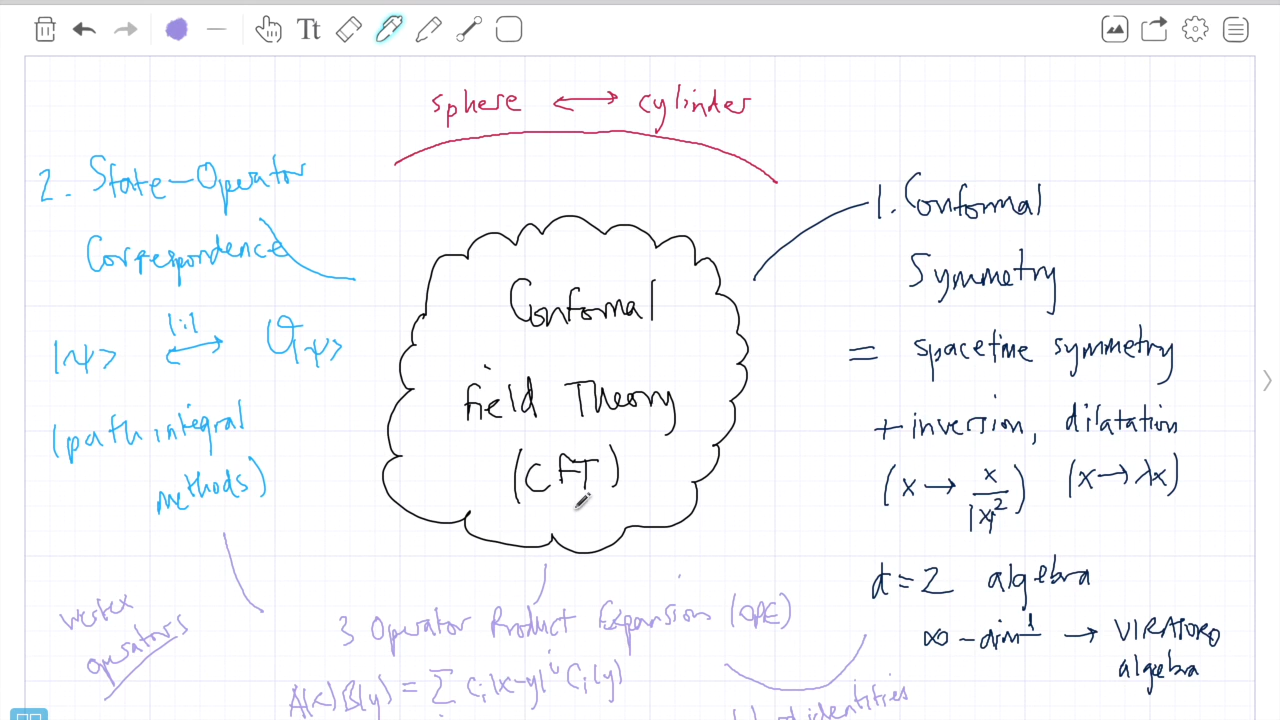 Tt
sphere ↔ cylinder
2. State-Operator
Correspondence
|ψ> 1:1 ↔ O|ψ>
(path integral
methods)
Conformal
Field Theory
(CFT)
1. Conformal
Symmetry
= spacetime symmetry
+ inversion, dilatation
(x → x/|x|²) (x → λx)
d = 2 algebra
∞-dim'l → VIRASORO
algebra
vertex
operators
3 Operator Product Expansion (OPE)
A(x)B(y) = Σ Cᵢ|x-y|ⁱ Cᵢ(y)
identities